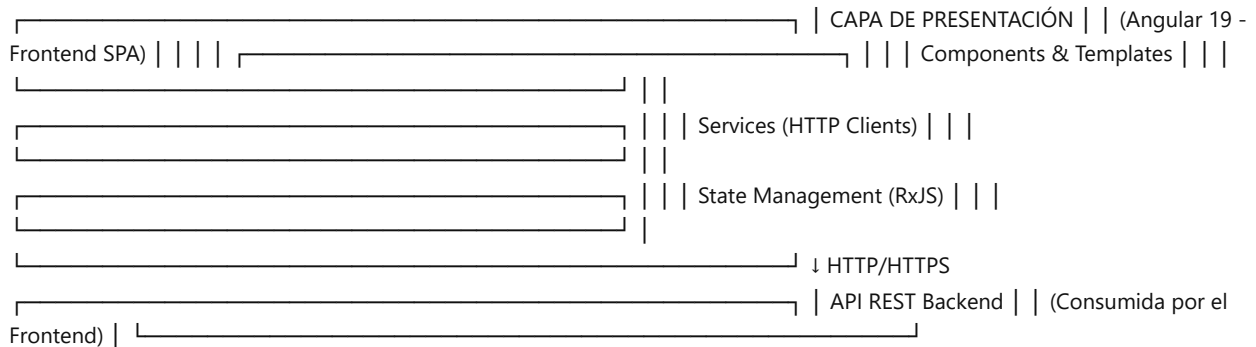 ┌─────────────────────────────────────────────────┐ │ CAPA DE PRESENTACIÓN │ │ (Angular 19 -
Frontend SPA) │ │ │ │ ┌──────────────────────────────────────┐ │ │ │ Components & Templates │ │ │
└──────────────────────────────────────┘ │ │
┌──────────────────────────────────────┐ │ │ │ Services (HTTP Clients) │ │ │
└──────────────────────────────────────┘ │ │
┌──────────────────────────────────────┐ │ │ │ State Management (RxJS) │ │ │
└──────────────────────────────────────┘ │
└─────────────────────────────────────────────────┘ ↓ HTTP/HTTPS
┌─────────────────────────────────────────────────┐ │ API REST Backend │ │ (Consumida por el
Frontend) │ └─────────────────────────────────────────────────┘